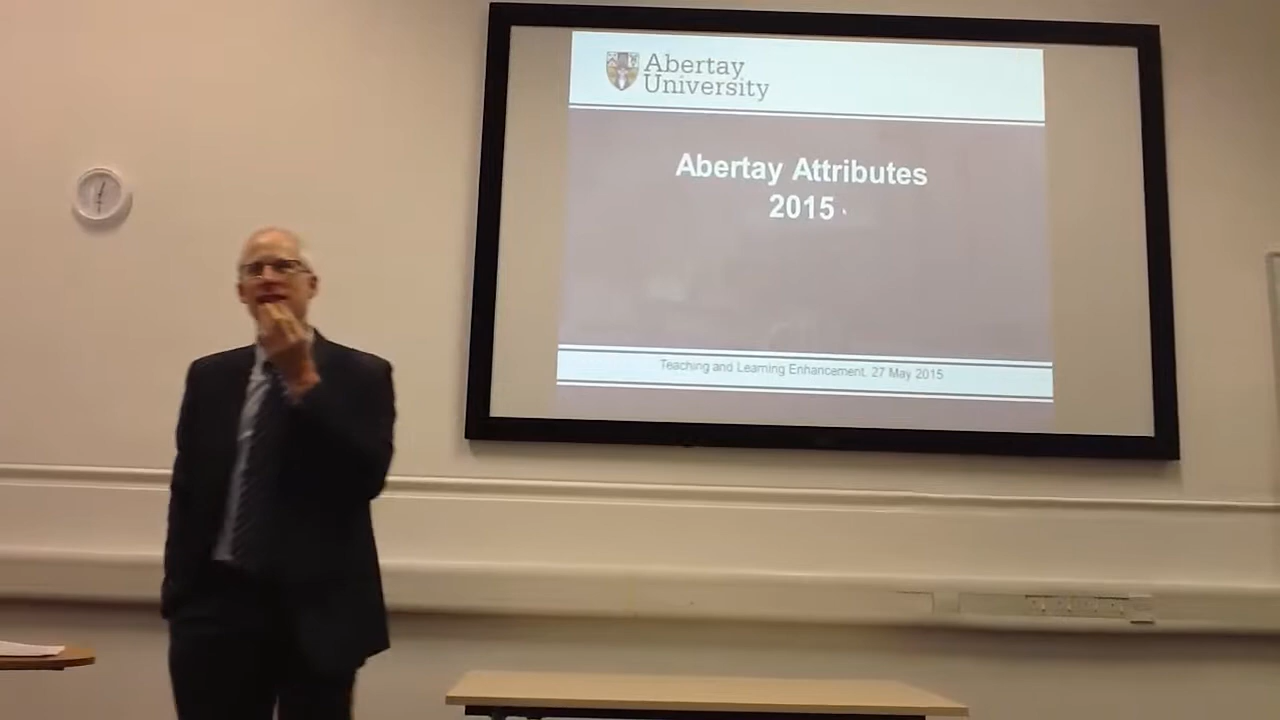 Abertay
University
Abertay Attributes
2015
Teaching and Learning Enhancement, 27 May 2015